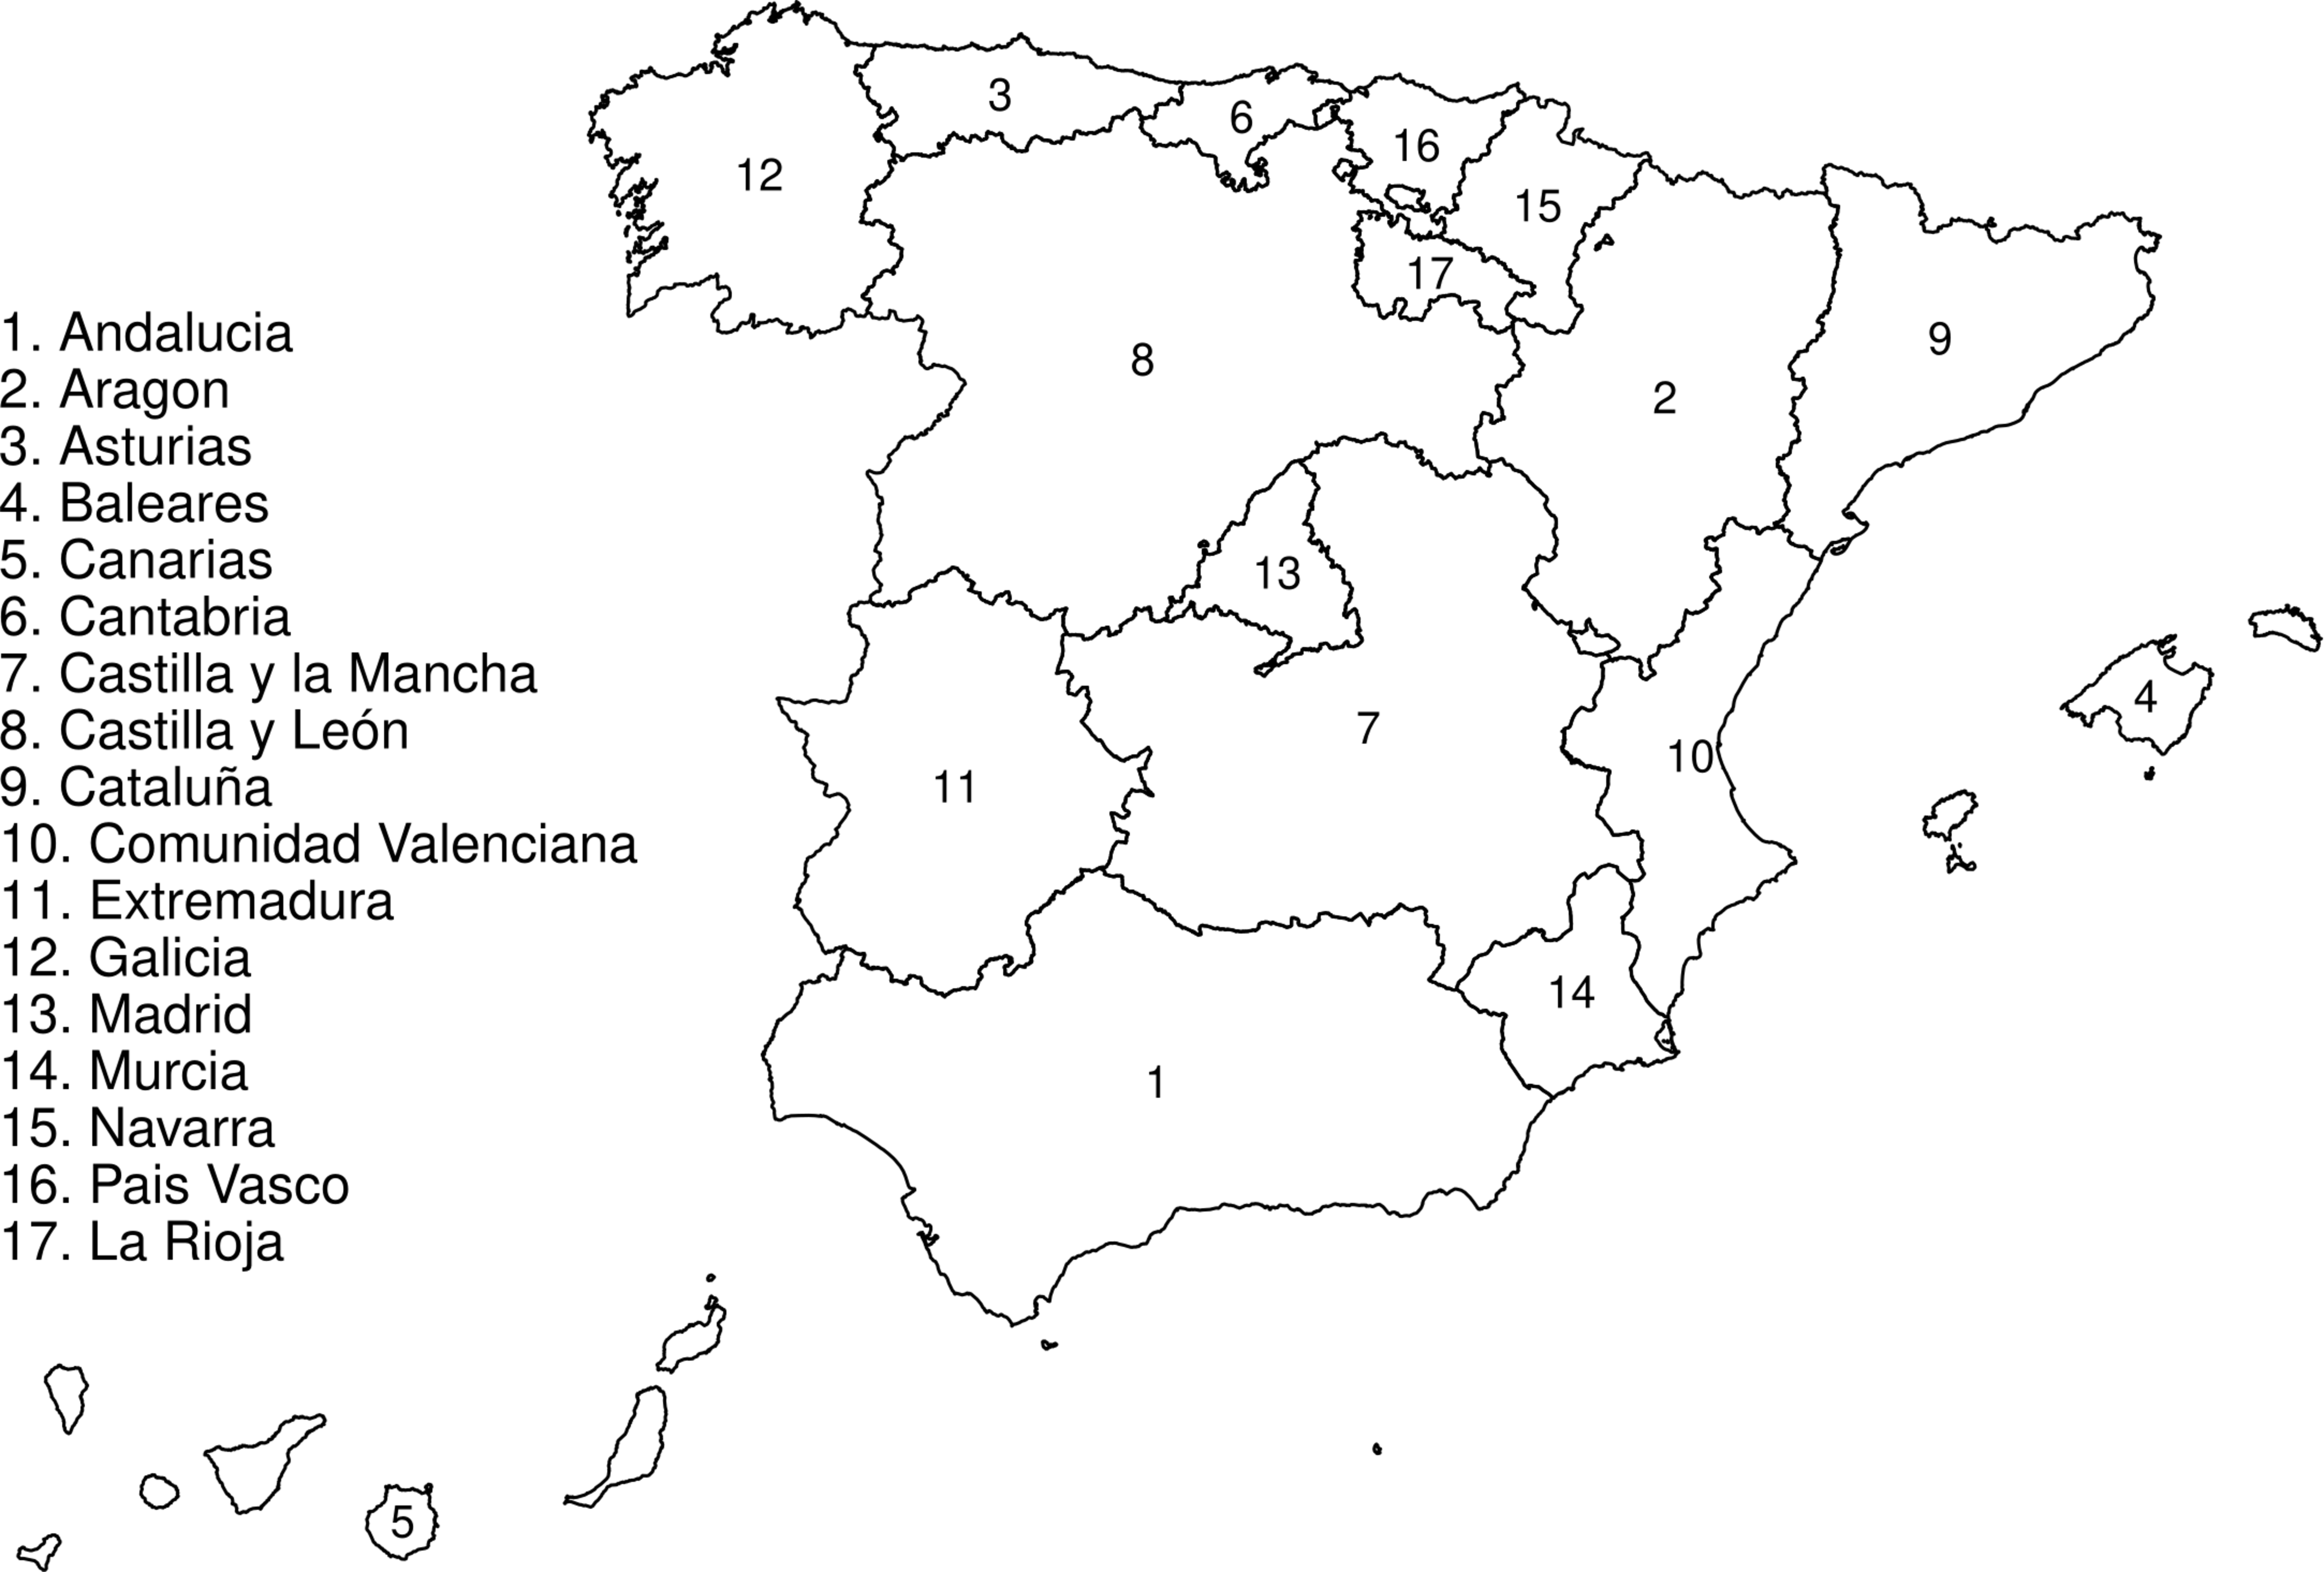 1. Andalucia
2. Aragon
3. Asturias
4. Baleares
5. Canarias
6. Cantabria
7. Castilla y la Mancha
8. Castilla y León
9. Cataluña
10. Comunidad Valenciana
11. Extremadura
12. Galicia
13. Madrid
14. Murcia
15. Navarra
16. Pais Vasco
17. La Rioja
3
6
16
12
15
17
9
8
2
13
4
7
10
11
14
1
5